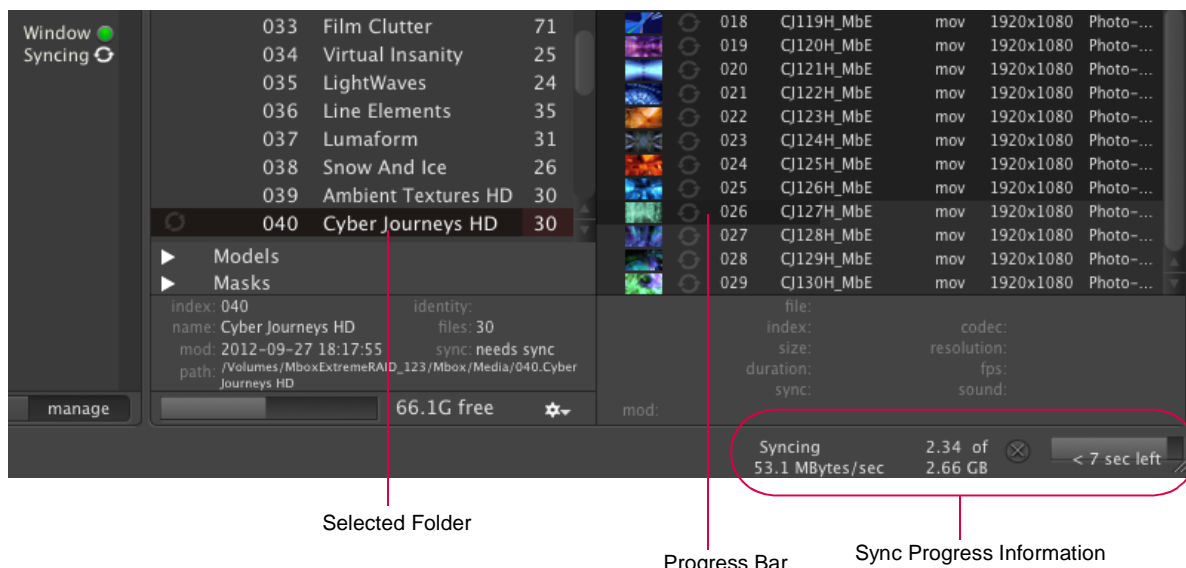 Window
Syncing
033 Film Clutter 71
034 Virtual Insanity 25
035 LightWaves 24
036 Line Elements 35
037 Lumaform 31
038 Snow And Ice 26
039 Ambient Textures HD 30
040 Cyber Journeys HD 30
Models
Masks
index: 040 identity:
name: Cyber Journeys HD files: 30
mod: 2012-09-27 18:17:55 sync: needs sync
path: /Volumes/MboxExtremeRAID_123/Mbox/Media/040.Cyber
Journeys HD
manage
66.1G free
018 CJ119H_MbE mov 1920x1080 Photo-...
019 CJ120H_MbE mov 1920x1080 Photo-...
020 CJ121H_MbE mov 1920x1080 Photo-...
021 CJ122H_MbE mov 1920x1080 Photo-...
022 CJ123H_MbE mov 1920x1080 Photo-...
023 CJ124H_MbE mov 1920x1080 Photo-...
024 CJ125H_MbE mov 1920x1080 Photo-...
025 CJ126H_MbE mov 1920x1080 Photo-...
026 CJ127H_MbE mov 1920x1080 Photo-...
027 CJ128H_MbE mov 1920x1080 Photo-...
028 CJ129H_MbE mov 1920x1080 Photo-...
029 CJ130H_MbE mov 1920x1080 Photo-...
file:
index: codec:
size: resolution:
duration: fps:
sync: sound:
mod:
Syncing 2.34 of
53.1 MBytes/sec 2.66 GB
< 7 sec left
Selected Folder
Progress Bar
Sync Progress Information